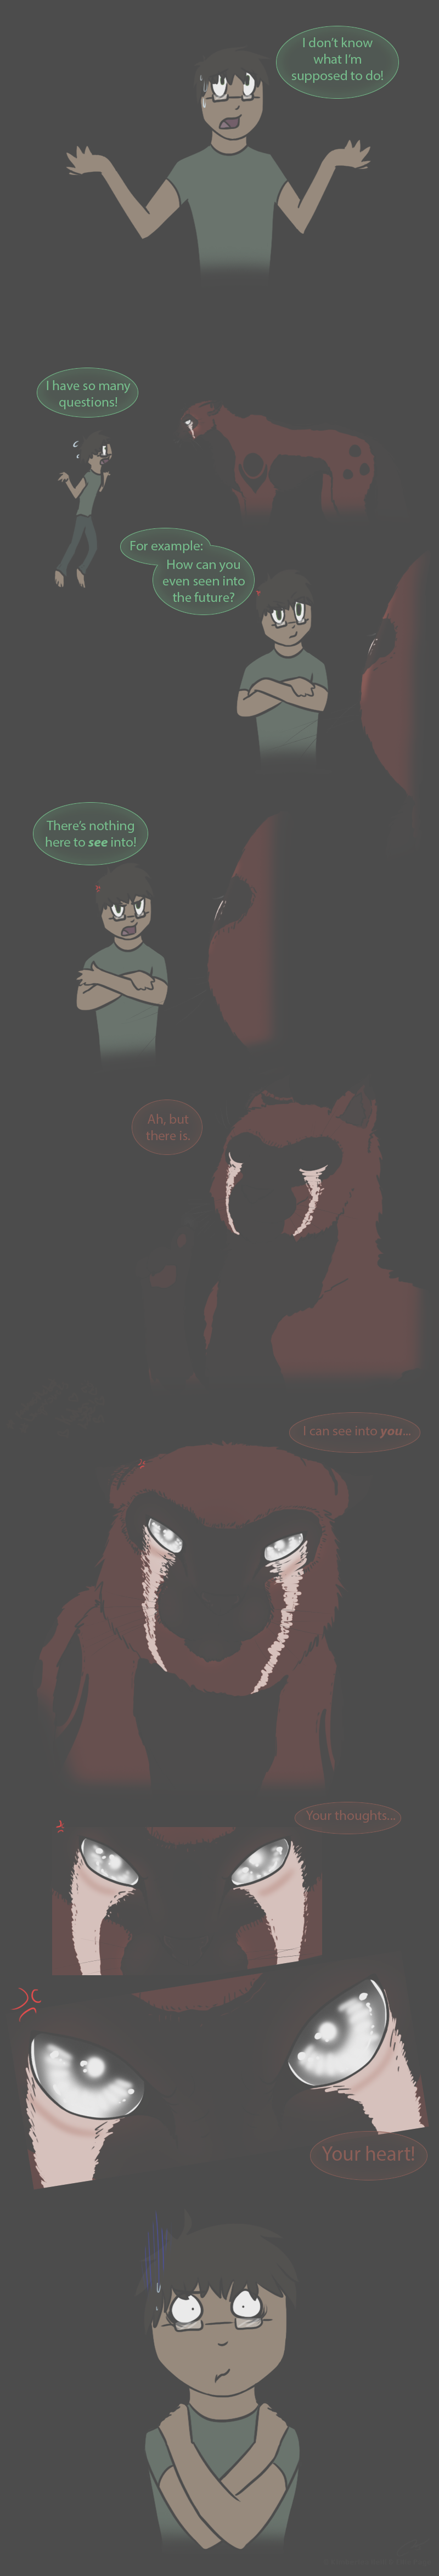 I don't know
what I'm
supposed to do!
I have so many
questions!
For example:
How can you
even seen into
the future?
There's nothing
here to see into!
Ah, but
there is.
I can see into you...
Your thoughts...
Your heart!